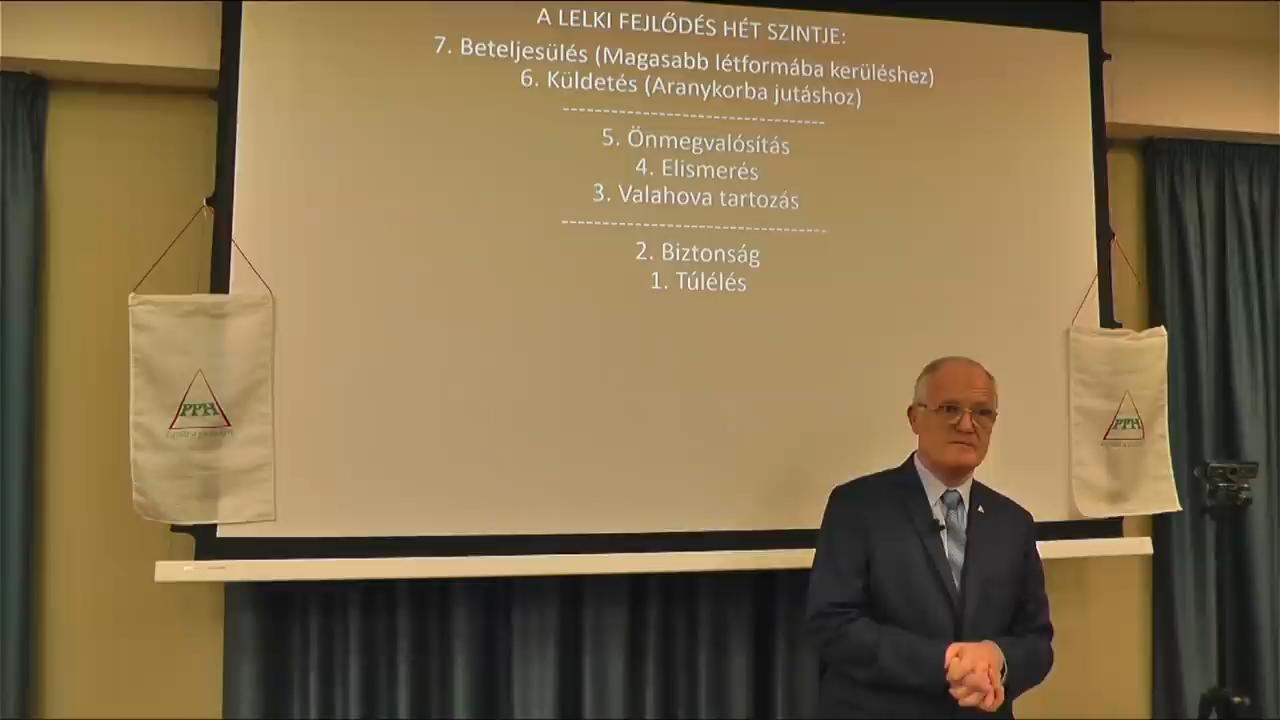 A LELKI FEJLŐDÉS HÉT SZINTJE:
7. Beteljesülés (Magasabb létformába kerüléshez)
6. Küldetés (Aranykorba jutáshoz)
--------------------------------
5. Önmegvalósítás
4. Elismerés
3. Valahova tartozás
--------------------------------
2. Biztonság
1. Túlélés
PPH
PPH